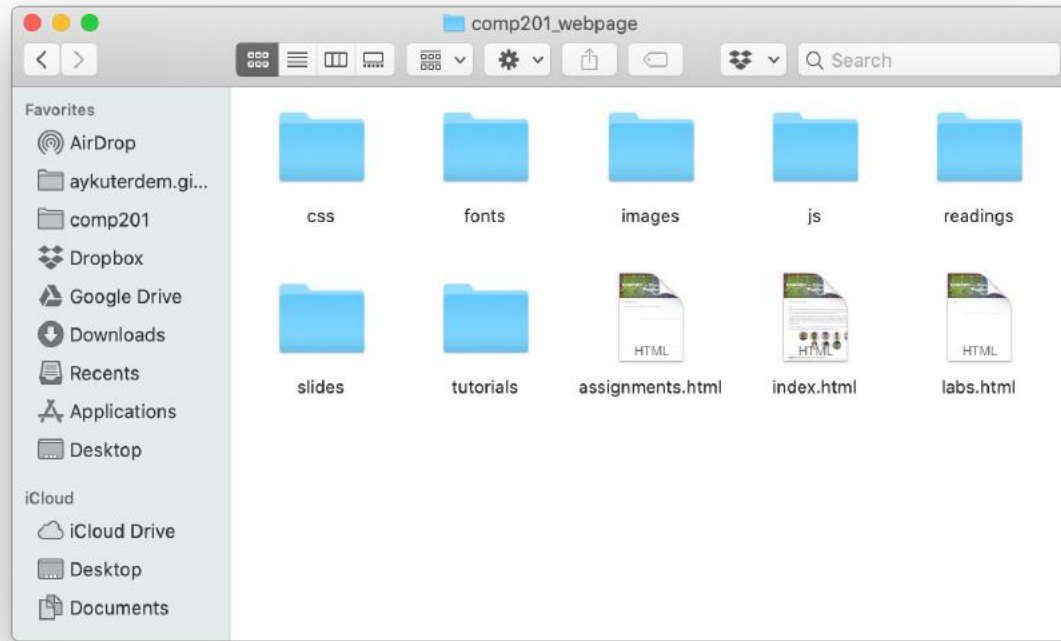 comp201_webpage
Search
Favorites
AirDrop
aykuterdem.gi...
comp201
Dropbox
Google Drive
Downloads
Recents
Applications
Desktop
iCloud
iCloud Drive
Desktop
Documents
css fonts images js readings
HTML HTML HTML
slides tutorials assignments.html index.html labs.html